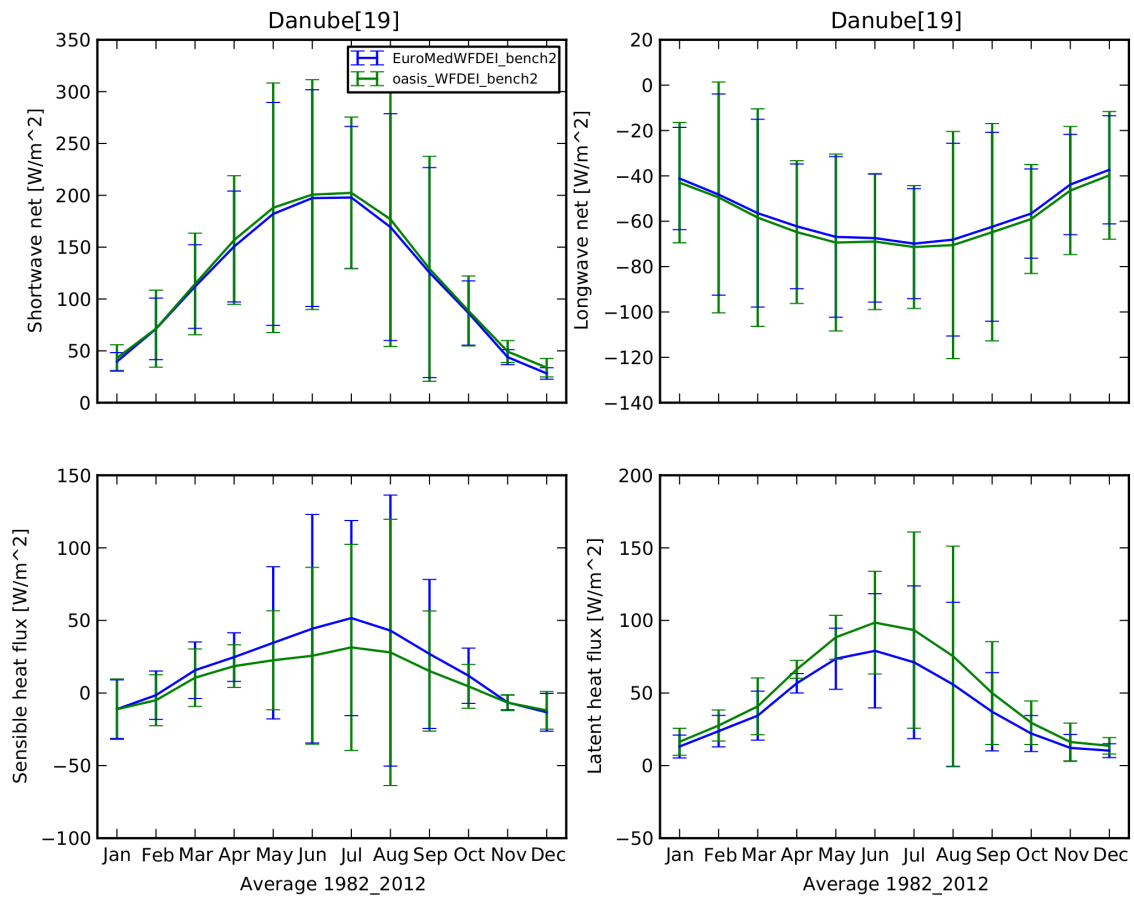 Danube[19]
350
300
250
200
150
100
50
0
Shortwave net [W/m^2]
EuroMedWFDEI_bench2
oasis_WFDEI_bench2
Danube[19]
20
0
−20
−40
−60
−80
−100
−120
−140
Longwave net [W/m^2]
150
100
50
0
−50
−100
Sensible heat flux [W/m^2]
Jan Feb Mar Apr May Jun Jul Aug Sep Oct Nov Dec
Average 1982_2012
200
150
100
50
0
−50
Latent heat flux [W/m^2]
Jan Feb Mar Apr May Jun Jul Aug Sep Oct Nov Dec
Average 1982_2012